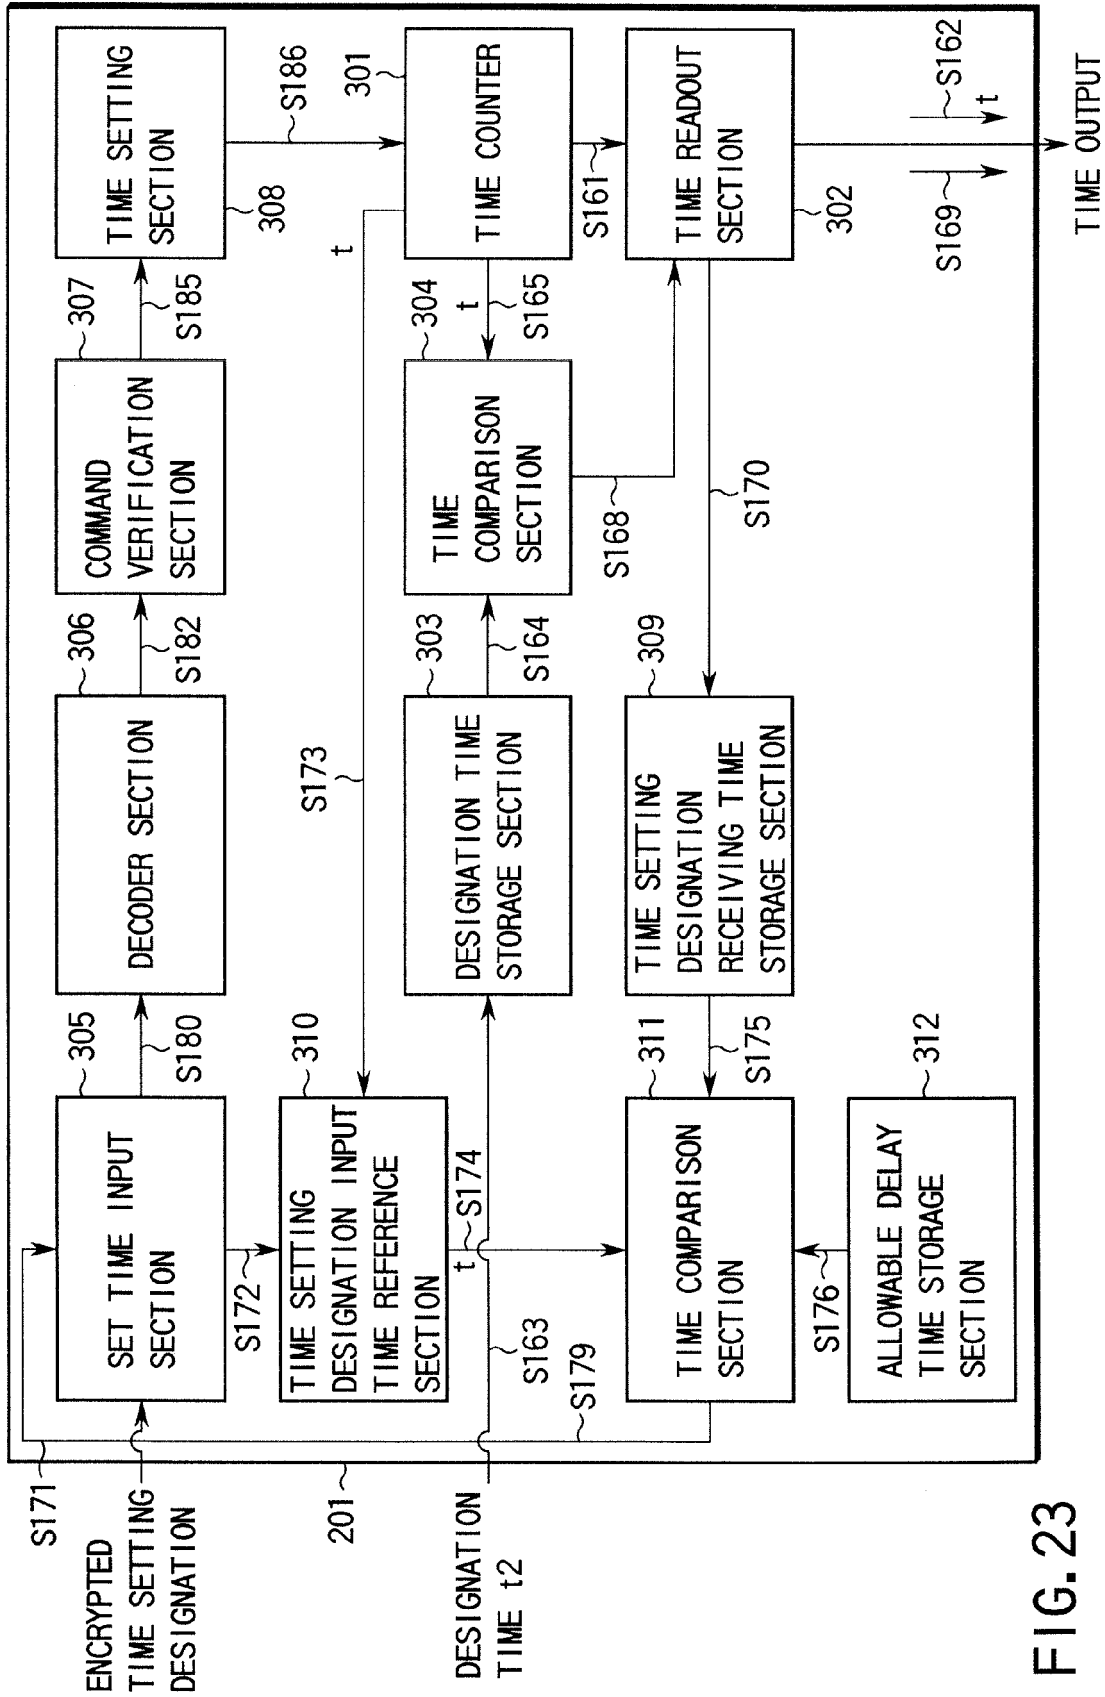 ENCRYPTED
TIME SETTING
DESIGNATION
S171
SET TIME INPUT
SECTION
305
S180
DECODER SECTION
306
S182
COMMAND
VERIFICATION
SECTION
307
S185
TIME SETTING
SECTION
308
S186
201
S172
TIME SETTING
DESIGNATION INPUT
TIME REFERENCE
SECTION
310
S173
t
301
DESIGNATION
TIME t2
S163
t
S174
DESIGNATION TIME
STORAGE SECTION
303
S164
TIME
COMPARISON
SECTION
304
t
S165
TIME COUNTER
S161
S168
S179
TIME COMPARISON
SECTION
311
S175
TIME SETTING
DESIGNATION
RECEIVING TIME
STORAGE SECTION
309
S170
TIME READOUT
SECTION
302
S176
ALLOWABLE DELAY
TIME STORAGE
SECTION
312
S169
S162
t
TIME OUTPUT
FIG. 23